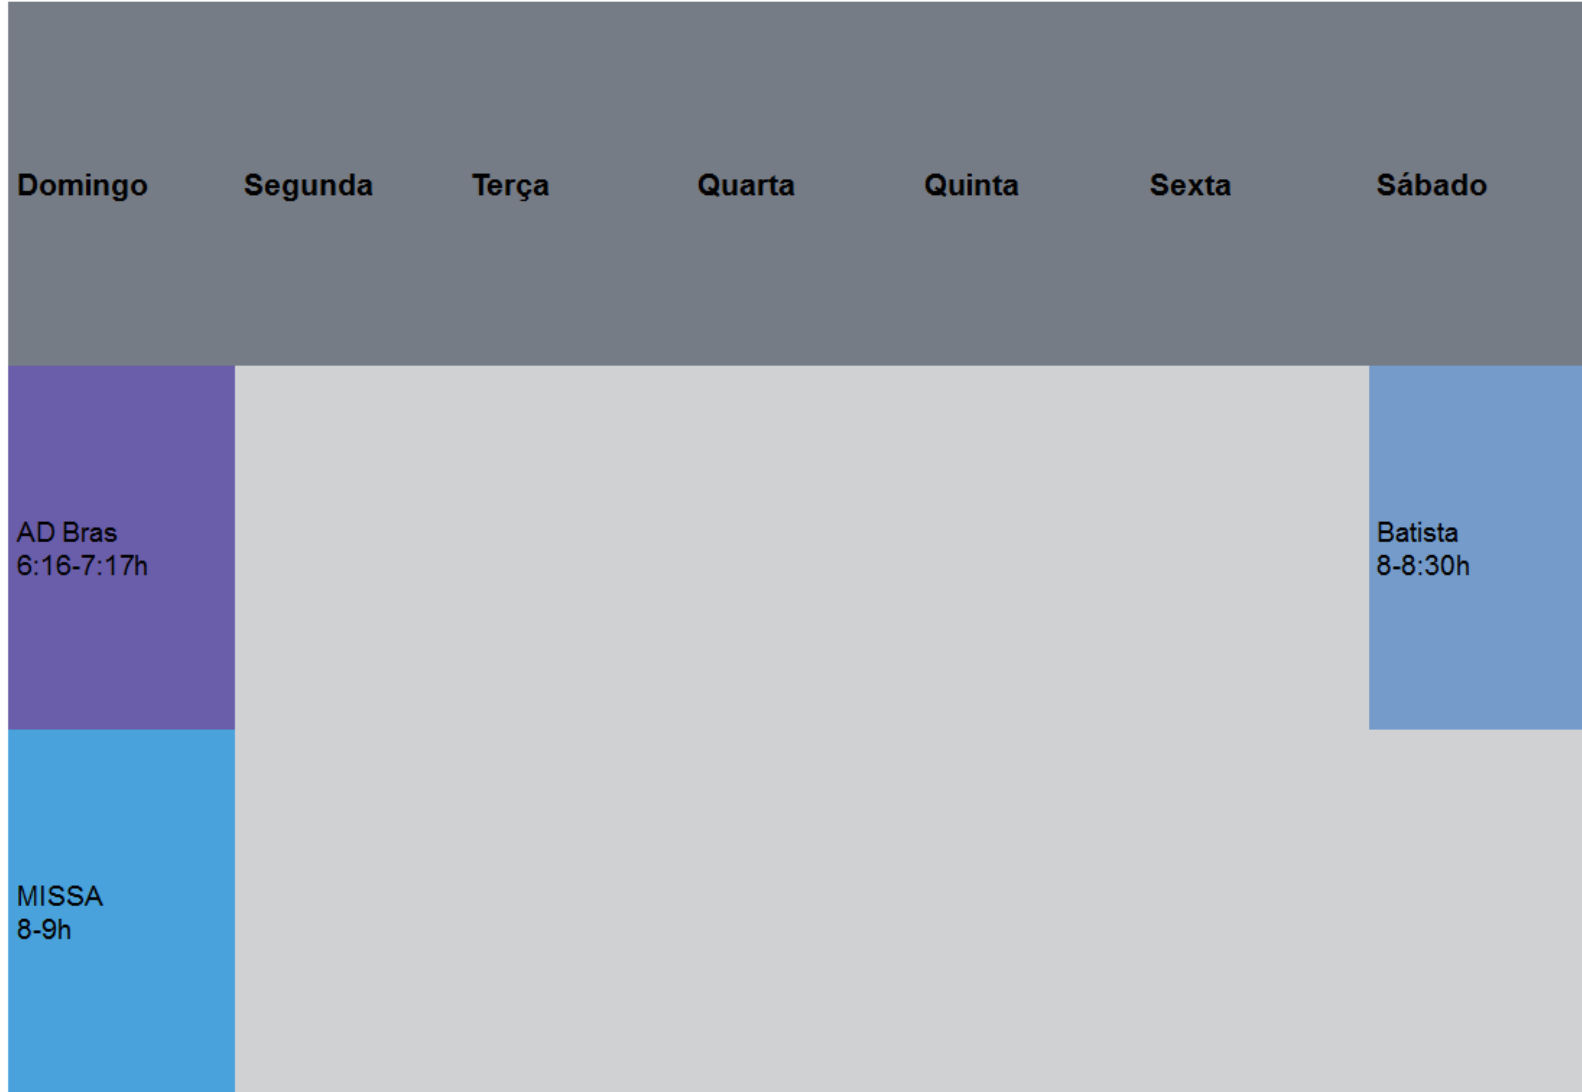 Domingo Segunda Terça Quarta Quinta Sexta Sábado
AD Bras
6:16-7:17h
Batista
8-8:30h
MISSA
8-9h